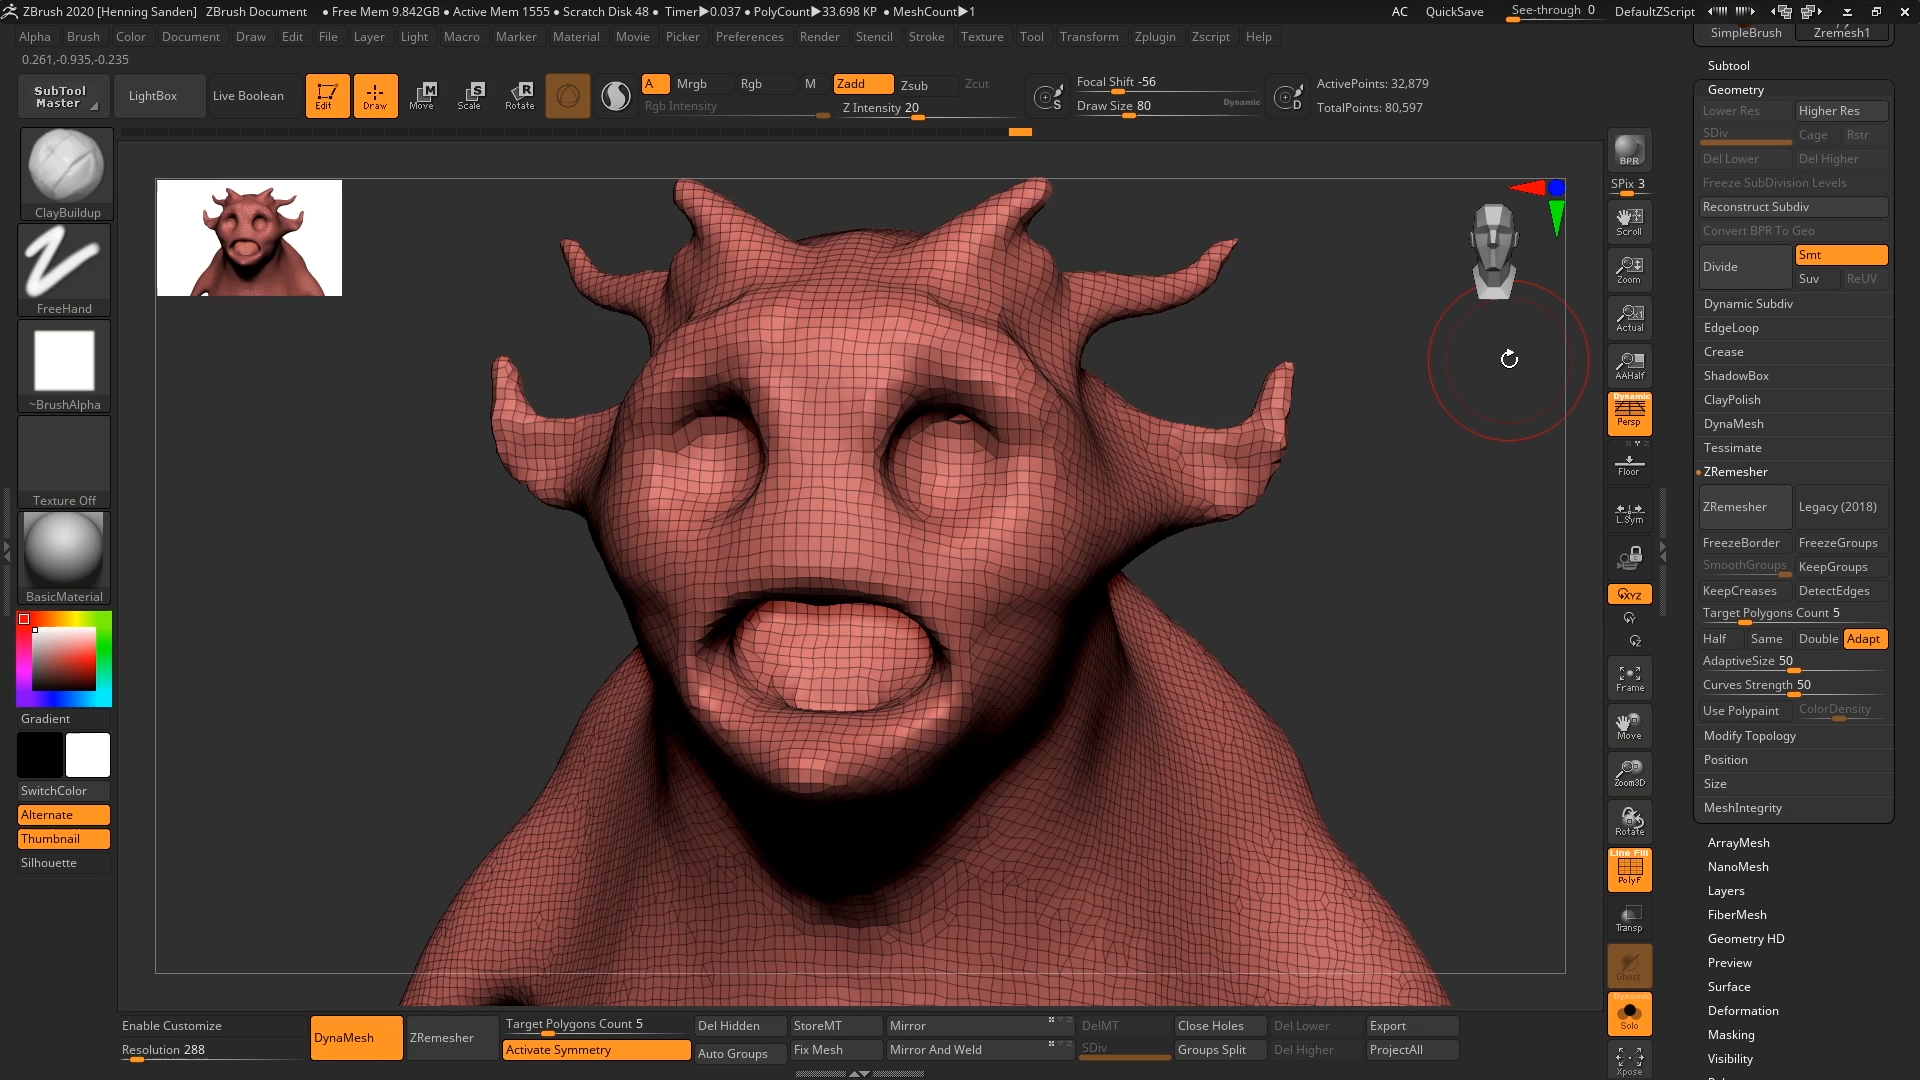 ZBrush 2020 [Henning Sanden] ZBrush Document • Free Mem 9.842GB • Active Mem 1555 • Scratch Disk 48 • Timer▶0.037 • PolyCount▶33.698 KP • MeshCount▶1 AC QuickSave See-through 0 DefaultZScript
Alpha Brush Color Document Draw Edit File Layer Light Macro Marker Material Movie Picker Preferences Render Stencil Stroke Texture Tool Transform Zplugin Zscript Help
0.261,-0.935,-0.235
SubTool Master
LightBox
Live Boolean
Edit
Draw
Move
Scale
Rotate
A Mrgb Rgb M Zadd Zsub Zcut
Rgb Intensity
Z Intensity 20
S
Focal Shift -56
Draw Size 80 Dynamic
D
ActivePoints: 32,879
TotalPoints: 80,597
ClayBuildup
FreeHand
~BrushAlpha
Texture Off
BasicMaterial
Gradient
SwitchColor
Alternate
Thumbnail
Silhouette
BPR
SPix 3
Scroll
Zoom
Actual
AAHalf
Dynamic
Persp
Floor
L.Sym
XYZ
Frame
Move
Zoom3D
Rotate
Line Fill
PolyF
Transp
Ghost
Dynamic
Solo
Xpose
SimpleBrush Zremesh1
Subtool
Geometry
Lower Res Higher Res
SDiv Cage Rstr
Del Lower Del Higher
Freeze SubDivision Levels
Reconstruct Subdiv
Convert BPR To Geo
Divide Smt
Suv ReUV
Dynamic Subdiv
EdgeLoop
Crease
ShadowBox
ClayPolish
DynaMesh
Tessimate
ZRemesher
ZRemesher Legacy (2018)
FreezeBorder FreezeGroups
SmoothGroups KeepGroups
KeepCreases DetectEdges
Target Polygons Count 5
Half Same Double Adapt
AdaptiveSize 50
Curves Strength 50
Use Polypaint ColorDensity
Modify Topology
Position
Size
MeshIntegrity
ArrayMesh
NanoMesh
Layers
FiberMesh
Geometry HD
Preview
Surface
Deformation
Masking
Visibility
Enable Customize
Resolution 288
DynaMesh
ZRemesher
Target Polygons Count 5
Activate Symmetry
Del Hidden StoreMT Mirror DelMT Close Holes Del Lower Export
Auto Groups Fix Mesh Mirror And Weld SDiv Groups Split Del Higher ProjectAll